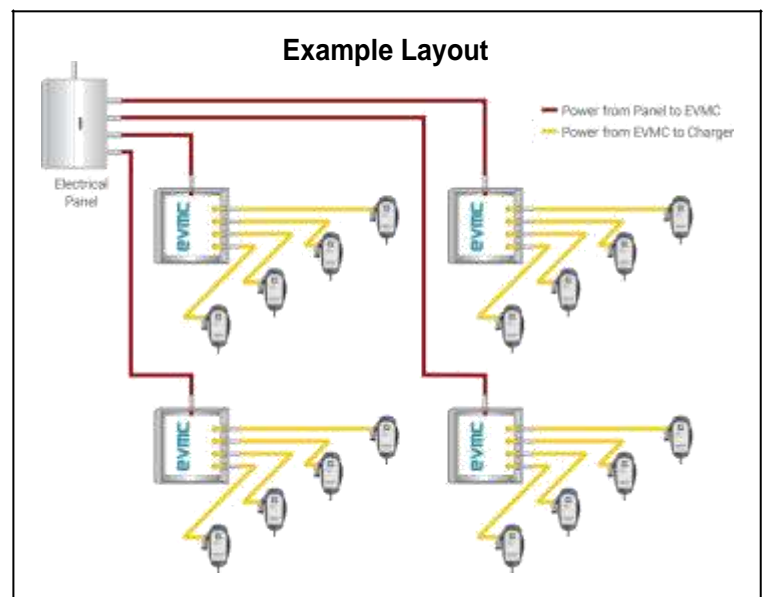 Example Layout
Power from Panel to EVMC
Power from EVMC to Charger
Electrical
Panel
evmc
evmc
evmc
evmc